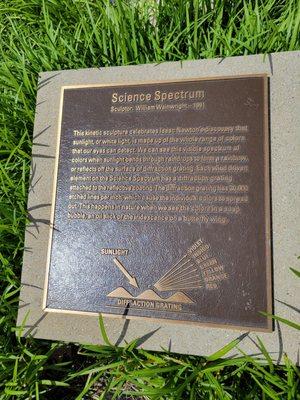 Science Spectrum
Sculptor: William Wainwright - 1991
This kinetic sculpture celebrates Isaac Newton's discovery that
sunlight, or white light, is made up of the whole range of colors
that our eyes can detect. We can see this visible spectrum of
colors when sunlight bends through raindrops to form a rainbow,
or reflects off the surface of diffraction grating. Each wind driven
element on the Science Spectrum has a diffraction grating
attached to the reflective coating. The diffraction grating has
etched lines per inch, which cause the individual colors to spread
out. This happens in nature when we see the colors in a soap
bubble, an oil slick or the iridescence on a butterfly wing.
SUNLIGHT
VIOLET
BLUE
GREEN
YELLOW
ORANGE
RED
DIFFRACTION GRATING